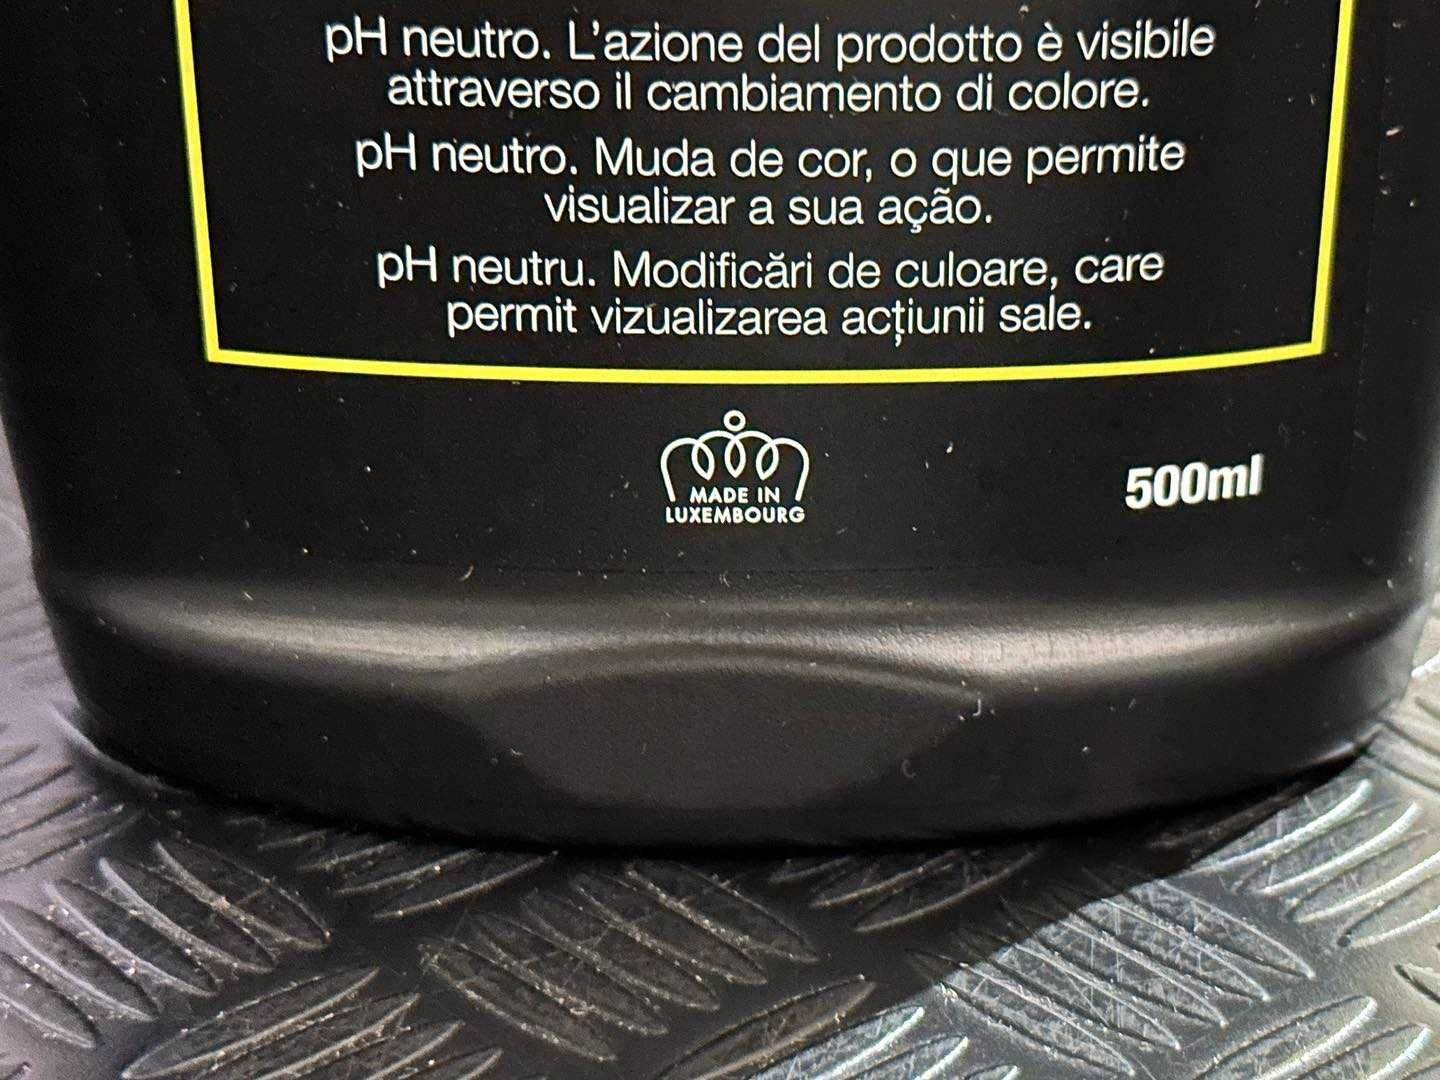 pH neutro. L'azione del prodotto è visibile
attraverso il cambiamento di colore.
pH neutro. Muda de cor, o que permite
visualizar a sua ação.
pH neutru. Modificări de culoare, care
permit vizualizarea acțiunii sale.
MADE IN
LUXEMBOURG
500ml